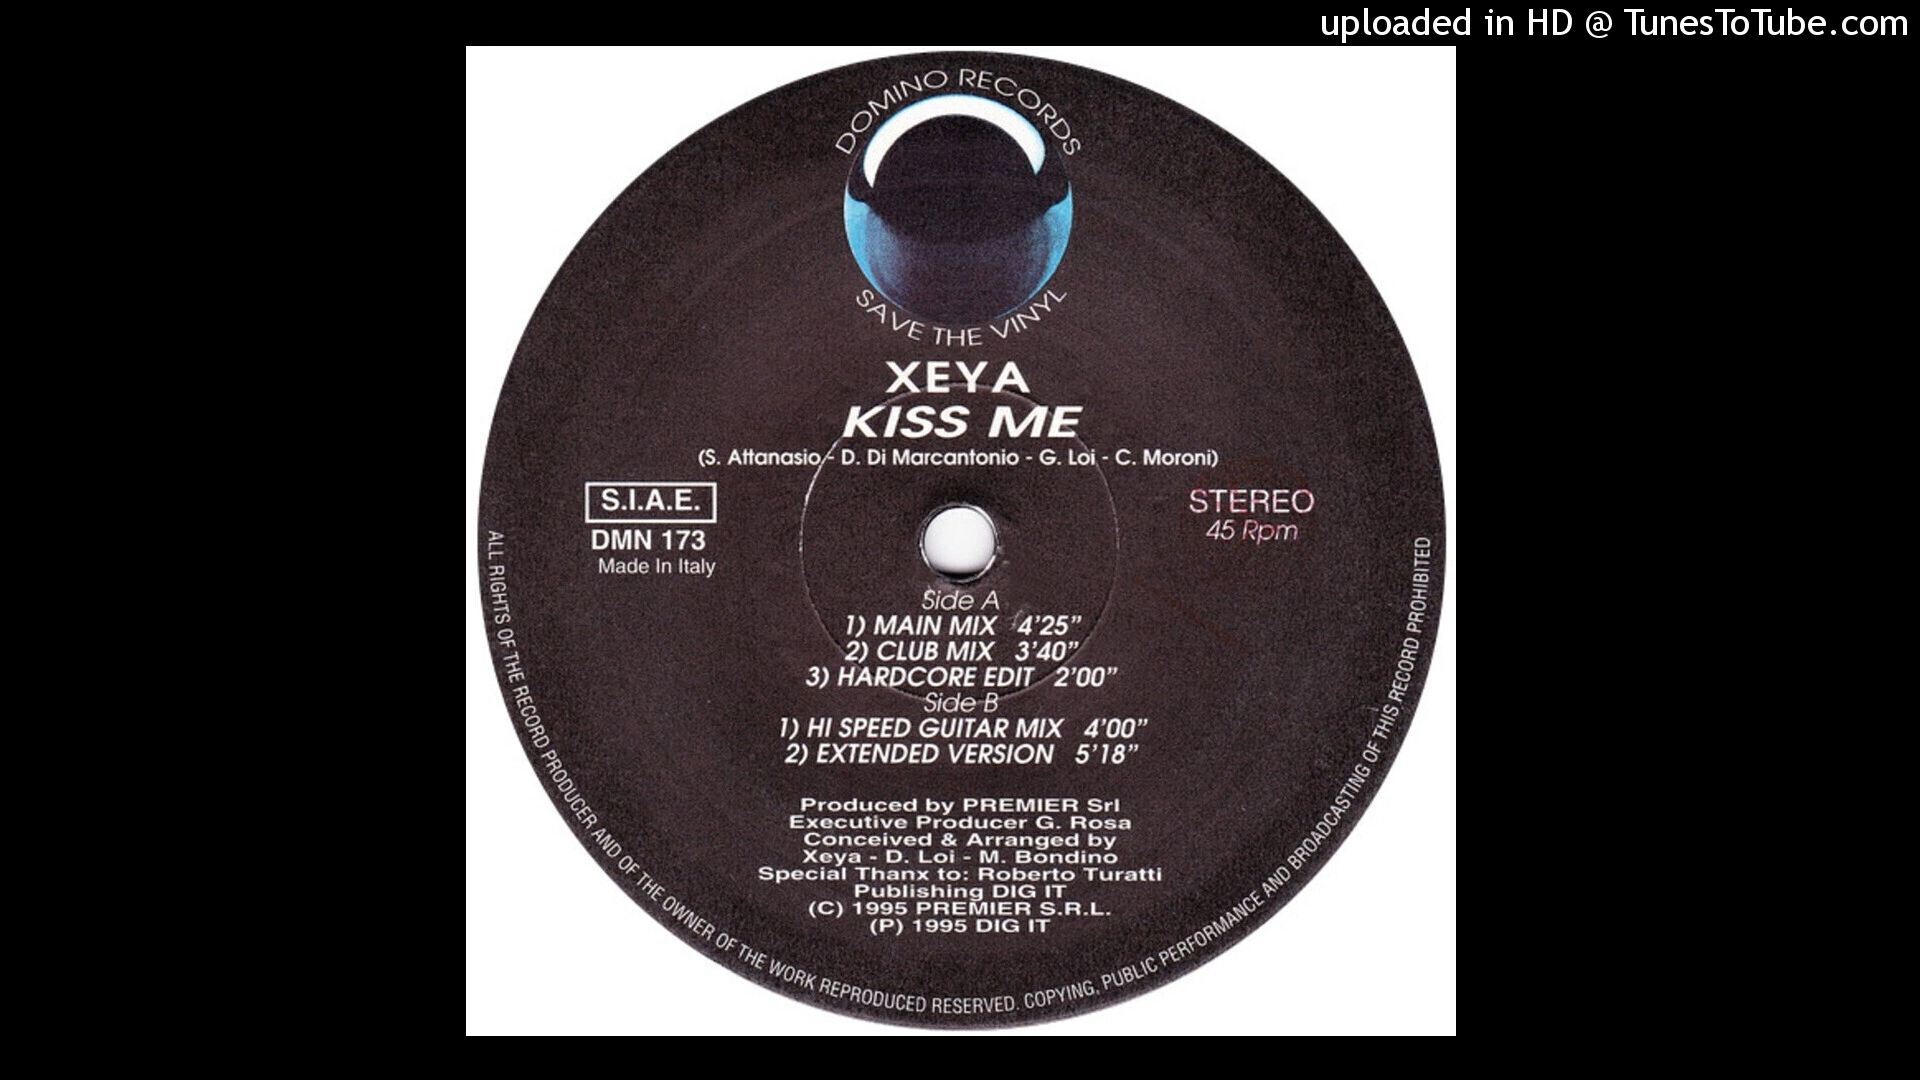 uploaded in HD @ TunesToTube.com
DOMINO RECORDS
SAVE THE VINYL
XEYA
KISS ME
(S. Attanasio - D. Di Marcantonio - G. Loi - C. Moroni)
S.I.A.E.
DMN 173
Made In Italy
STEREO
45 Rpm
Side A
1) MAIN MIX 4'25"
2) CLUB MIX 3'40"
3) HARDCORE EDIT 2'00"
Side B
1) HI SPEED GUITAR MIX 4'00"
2) EXTENDED VERSION 5'18"
Produced by PREMIER Srl
Executive Producer G. Rosa
Conceived & Arranged by
Xeya - D. Loi - M. Bondino
Special Thanx to: Roberto Turatti
Publishing DIG IT
(C) 1995 PREMIER S.R.L.
(P) 1995 DIG IT
ALL RIGHTS OF THE RECORD PRODUCER AND OF THE OWNER OF THE WORK REPRODUCED RESERVED. COPYING, PUBLIC PERFORMANCE AND BROADCASTING OF THIS RECORD PROHIBITED